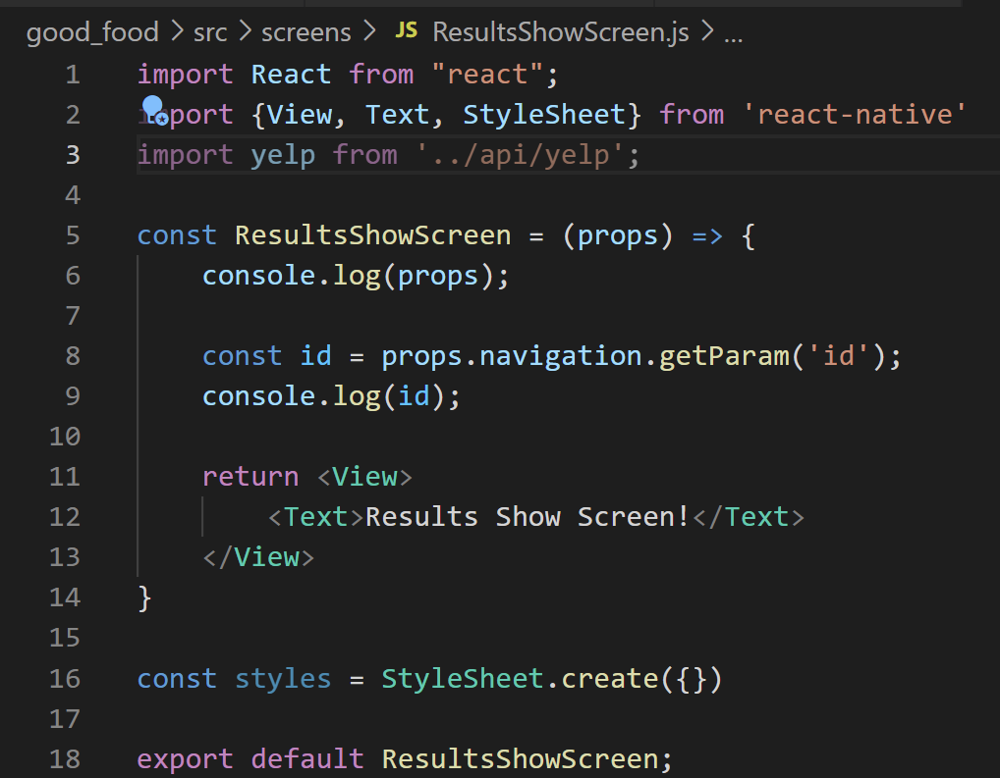 good_food > src > screens > JS ResultsShowScreen.js > ...
1 import React from "react";
2 import {View, Text, StyleSheet} from 'react-native'
3 import yelp from '../api/yelp';
4
5 const ResultsShowScreen = (props) => {
6     console.log(props);
7
8     const id = props.navigation.getParam('id');
9     console.log(id);
10
11     return <View>
12         <Text>Results Show Screen!</Text>
13     </View>
14 }
15
16 const styles = StyleSheet.create({})
17
18 export default ResultsShowScreen;